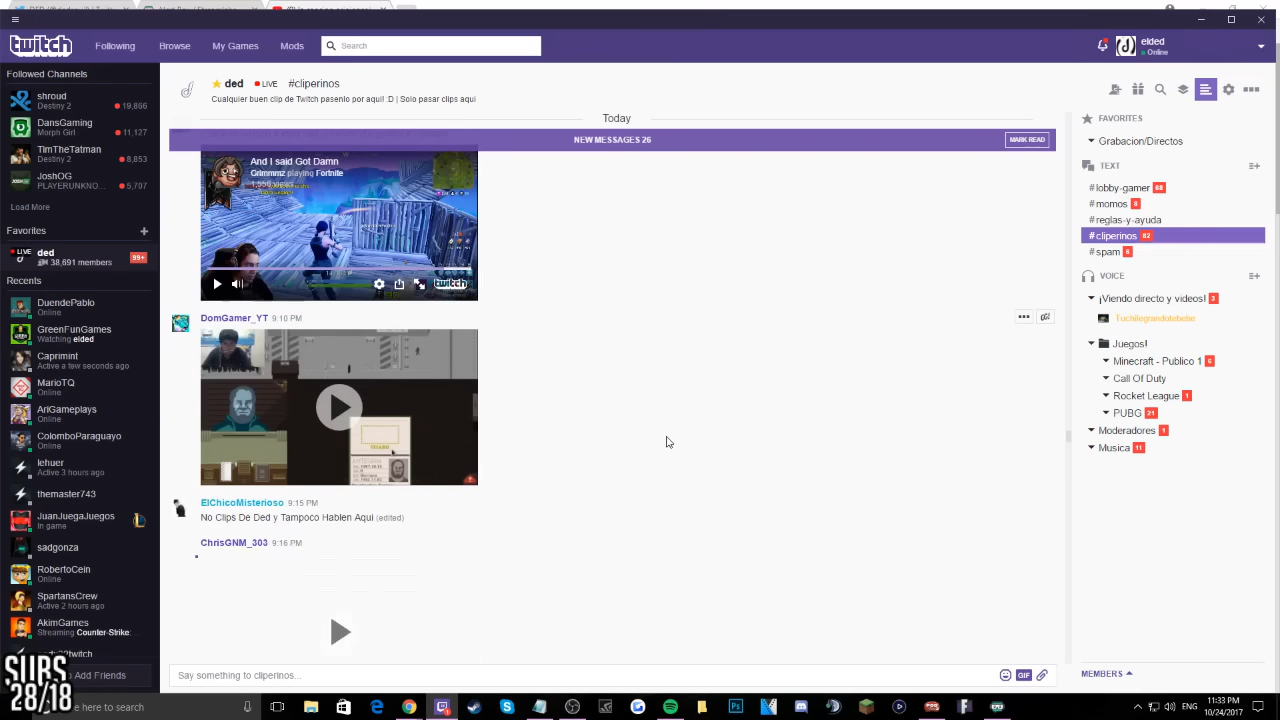 twitch
Following
Browse
My Games
Mods
Search
elded
Online
Followed Channels
shroud
Destiny 2
19,866
DansGaming
Morph Girl
11,127
TimTheTatman
Destiny 2
8,853
JoshOG
PLAYERUNKNO...
5,707
Load More
Favorites
LIVE
ded
38,691 members
99+
Recents
DuendePablo
Online
GreenFunGames
Watching elded
Caprimint
Active a few seconds ago
MarioTQ
Online
AriGameplays
Online
ColomboParaguayo
Online
lehuer
Active 3 hours ago
themaster743
JuanJuegaJuegos
In game
sadgonza
RobertoCein
Online
SpartansCrew
Active 2 hours ago
AkimGames
Streaming Counter-Strike:
Add Friends
SUBS
28/18
ded LIVE #cliperinos
Cualquier buen clip de Twitch pasenlo por aqui! :D | Solo pasar clips aqui
Today
NEW MESSAGES 26
MARK READ
And I said Got Damn
Grimmmz playing Fortnite
twitch
DomGamer_YT 9:10 PM
ElChicoMisterioso 9:15 PM
No Clips De Ded y Tampoco Hablen Aqui (edited)
ChrisGNM_303 9:16 PM
Say something to cliperinos...
GIF
FAVORITES
Grabacion/Directos
TEXT
#lobby-gamer 68
#momos 8
#reglas-y-ayuda
#cliperinos 82
#spam 6
VOICE
¡Viendo directo y videos! 3
Tuchilegrandotebebe
Juegos!
Minecraft - Publico 1 6
Call Of Duty
Rocket League 1
PUBG 21
Moderadores 1
Musica 11
MEMBERS
here to search
ENG
11:33 PM
10/24/2017